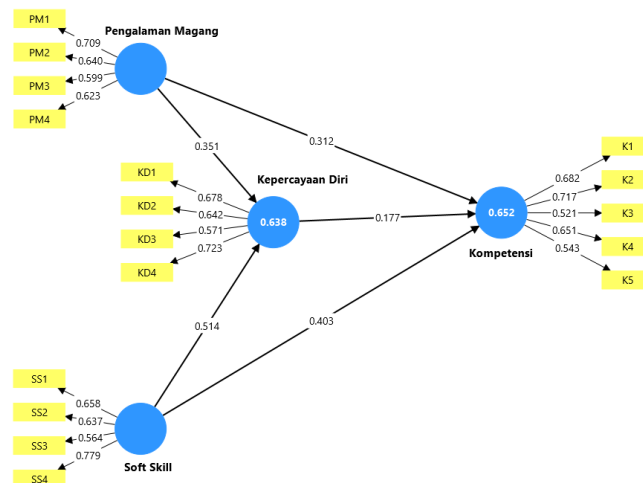 PM1
Pengalaman Magang
0.709
PM2
0.640
PM3
0.599
0.623
PM4
0.351
0.312
KD1
Kepercayaan Diri
0.678
KD2
0.642
KD3
0.571
0.723
KD4
0.638
0.177
0.652
Kompetensi
K1
0.682
K2
0.717
K3
0.521
0.651
K4
0.543
K5
0.514
0.403
SS1
0.658
SS2
0.637
SS3
0.564
0.779
SS4
Soft Skill